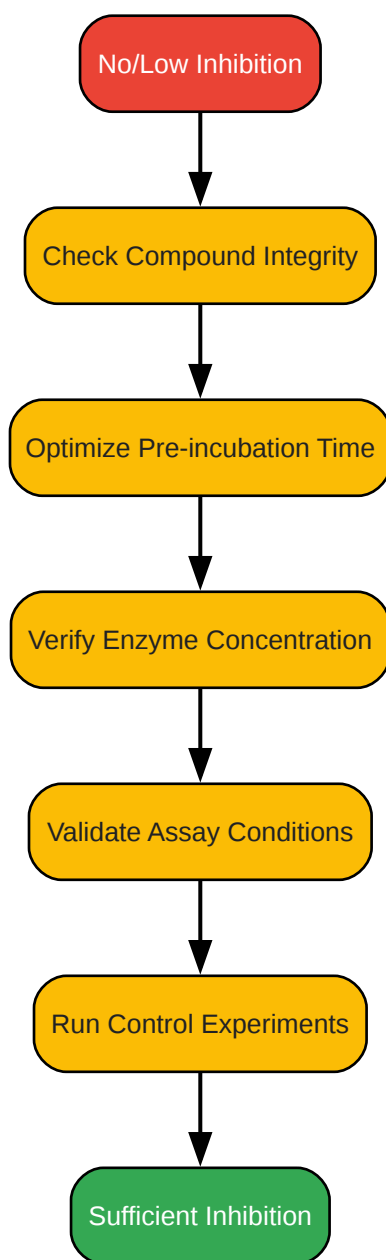 No/Low Inhibition
Check Compound Integrity
Optimize Pre-incubation Time
Verify Enzyme Concentration
Validate Assay Conditions
Run Control Experiments
Sufficient Inhibition